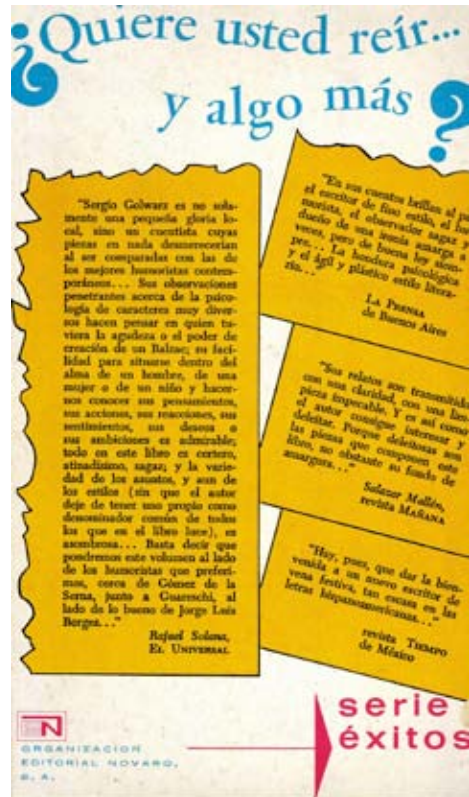 ¿Quiere usted reír...
y algo más?
"Sergio Golwarz es no sola-
mente una pequeña gloria lo-
cal, sino un cuentista cuyas
piezas en nada desmerecerían
al ser comparadas con las de
los mejores humoristas contem-
poráneos... Sus observaciones
penetrantes acerca de la psico-
logía de caracteres muy diver-
sos hacen pensar en quien tu-
viera la agudeza o el poder de
creación de un Balzac; su faci-
lidad para situarse dentro del
alma de un hombre, de una
mujer o de un niño y hacer-
nos conocer sus pensamientos,
sus acciones, sus reacciones, sus
sentimientos, sus deseos o
sus ambiciones es admirable;
todo en este libro es certero,
atinadísimo, sagaz; y la varie-
dad de los asuntos, y aun de
los estilos (sin que el autor
deje de tener uno propio como
denominador común de todos
los que en el libro luce), es
asombrosa... Basta decir que
pondremos este volumen al lado
de los humoristas que preferi-
mos, cerca de Gómez de la
Serna, junto a Guareschi, al
lado de lo bueno de Jorge Luis
Borges..."
Rafael Solana,
EL UNIVERSAL
"En sus cuentos brillan al p
el escritor de fino estilo, el hu
morista, el observador sagaz y
dueño de una ironía amarga a
veces, pero de buena ley siem-
pre... La hondura psicológica
y el ágil y plástico estilo litera-
rio..."
LA PRENSA
de Buenos Aires
"Sus relatos son transmitid
con una claridad, con una lim
pieza impecable. Y es así como
el autor consigue interesar y
deleitar. Porque deleitosas son
las piezas que componen este
libro, no obstante su fondo de
amargura..."
Salazar Mallén,
revista MAÑANA
"Hay, pues, que dar la bien-
venida a un nuevo escritor de
vena festiva, tan escasa en las
letras hispanoamericanas..."
revista TIEMPO
de México
N
ORGANIZACION
EDITORIAL NOVARO,
S. A.
serie
éxitos